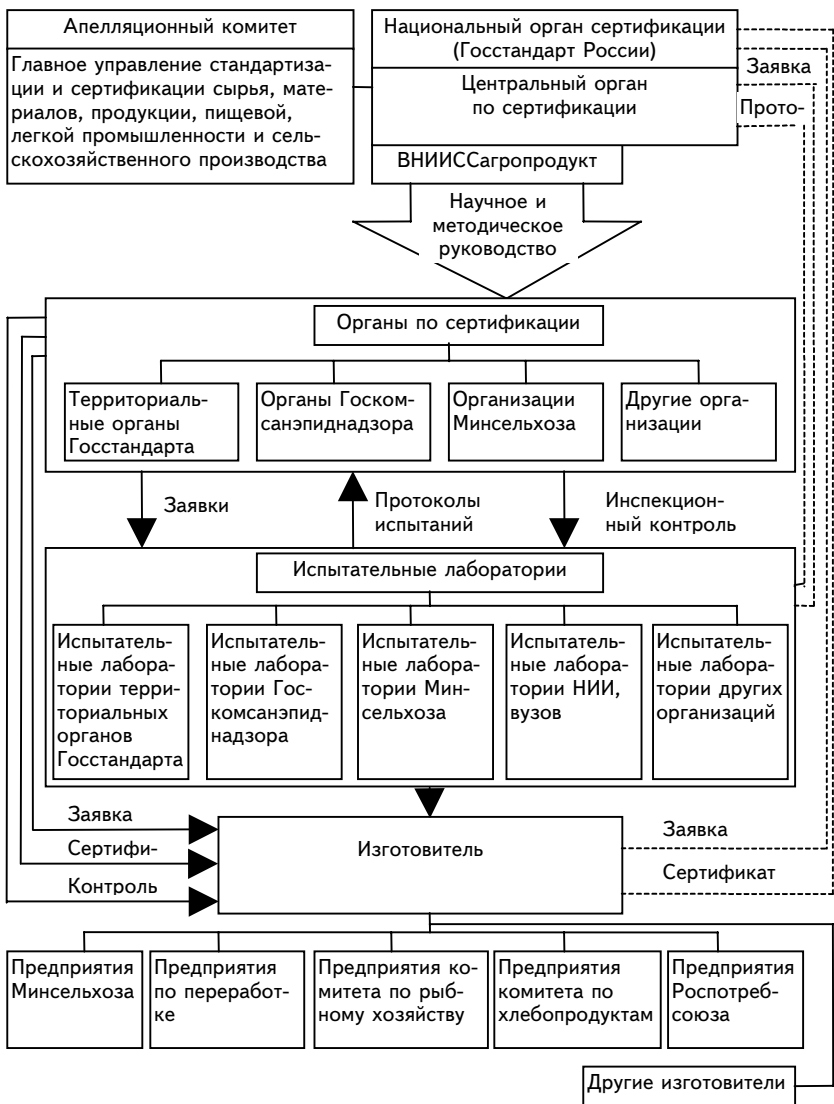 Апелляционный комитет
Главное управление стандартиза-
ции и сертификации сырья, мате-
риалов, продукции, пищевой,
легкой промышленности и сель-
скохозяйственного производства
Национальный орган сертификации
(Госстандарт России)
Центральный орган
по сертификации
ВНИИССагропродукт
Заявка
Прото-
Научное и
методическое
руководство
Органы по сертификации
Территориаль-
ные органы
Госстандарта
Органы Госком-
санэпиднадзора
Организации
Минсельхоза
Другие орга-
низации
Заявки
Протоколы
испытаний
Инспекцион-
ный контроль
Испытательные лаборатории
Испытатель-
ные лабора-
тории терри-
ториальных
органов
Госстандарта
Испытатель-
ные лабора-
тории Гос-
комсанэпид-
надзора
Испытатель-
ные лабора-
тории Мин-
сельхоза
Испытатель-
ные лабора-
тории НИИ,
вузов
Испытатель-
ные лабора-
тории других
организаций
Заявка
Сертифи-
Контроль
Изготовитель
Заявка
Сертификат
Предприятия
Минсельхоза
Предприятия
по переработ-
ке
Предприятия ко-
митета по рыб-
ному хозяйству
Предприятия
комитета по
хлебопродуктам
Предприятия
Роспотреб-
союза
Другие изготовители